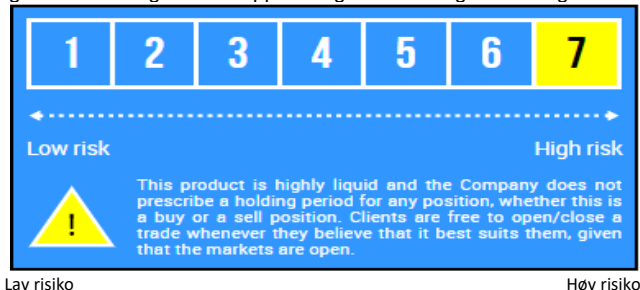 1 2 3 4 5 6 7
Low risk High risk
This product is highly liquid and the Company does not
prescribe a holding period for any position, whether this is
a buy or a sell position. Clients are free to open/close a
! trade whenever they believe that it best suits them, given
that the markets are open.
Lav risiko Høy risiko